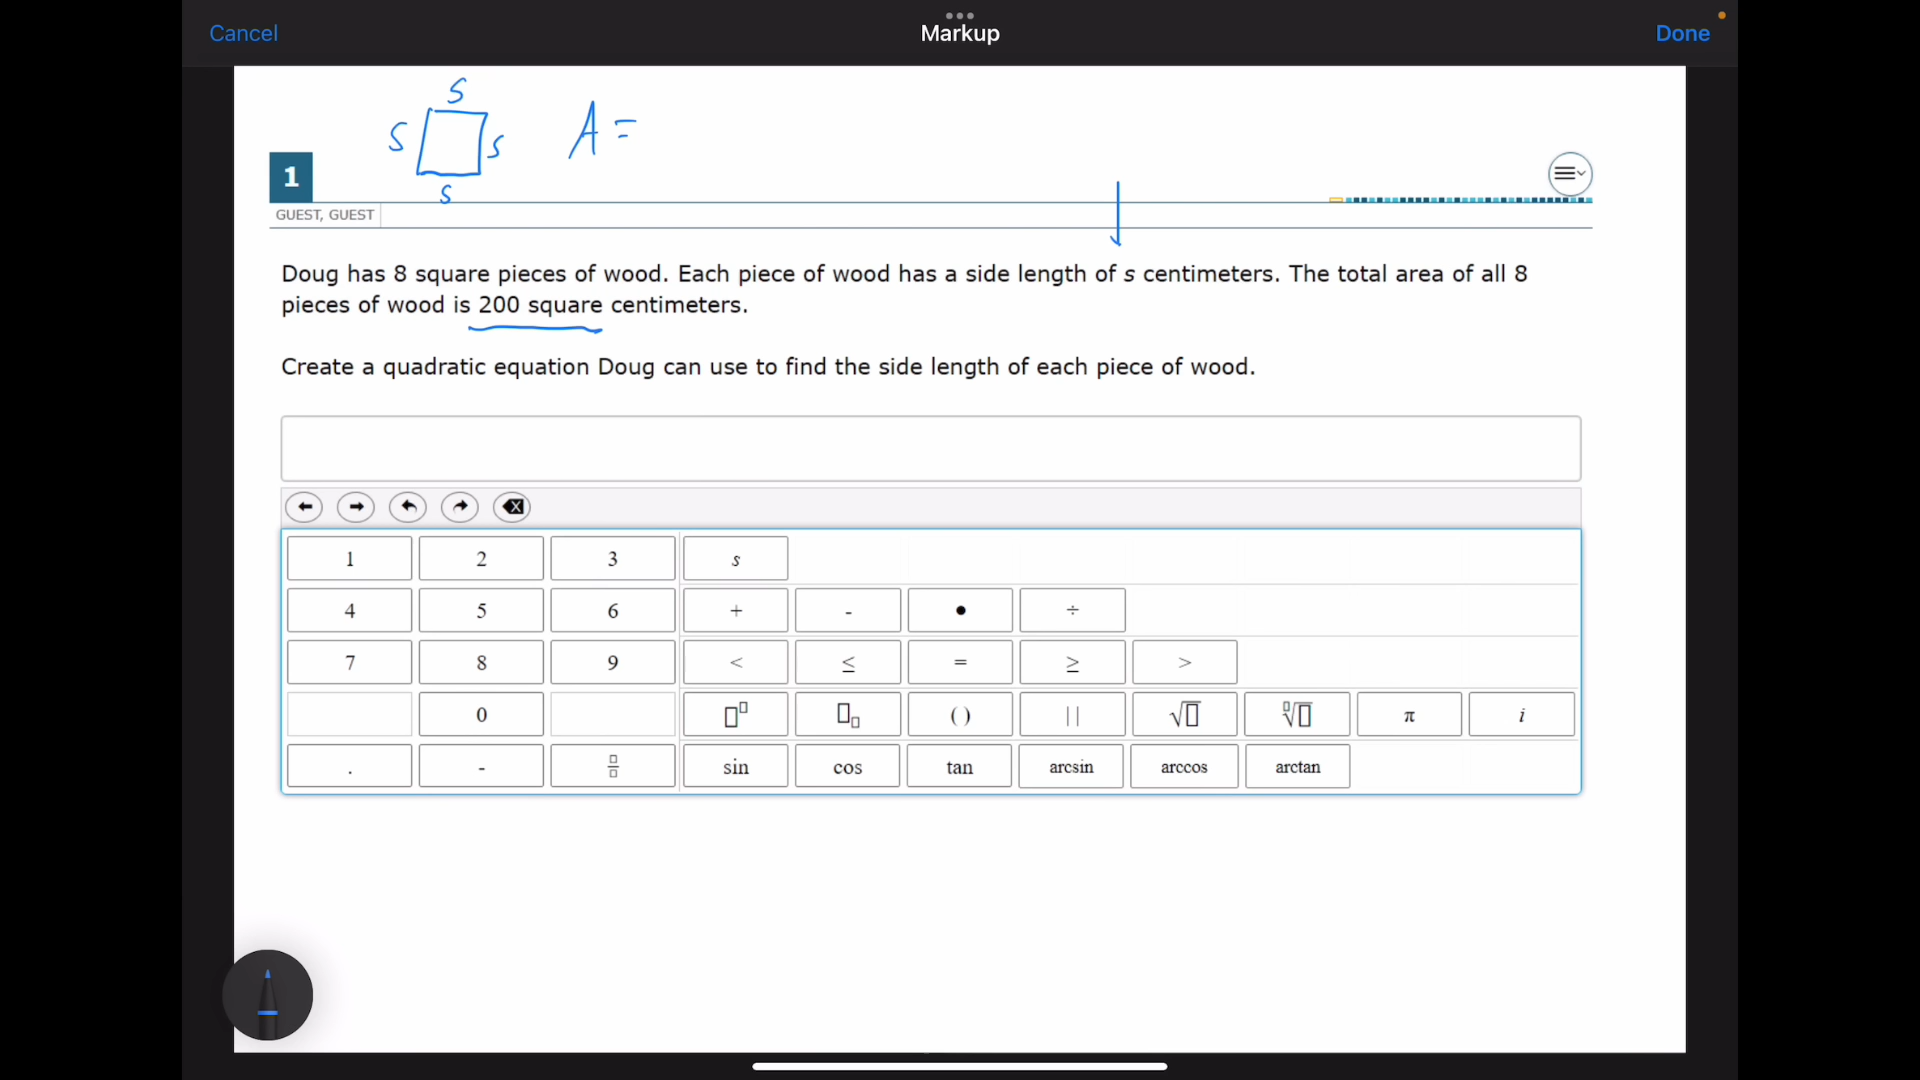 Cancel
Markup
Done
s
s
s
s
A =
1
GUEST, GUEST
Doug has 8 square pieces of wood. Each piece of wood has a side length of s centimeters. The total area of all 8
pieces of wood is 200 square centimeters.
Create a quadratic equation Doug can use to find the side length of each piece of wood.
1 2 3 s
4 5 6 + - • ÷
7 8 9 < ≤ = ≥ >
0 ▯^▯ ▯_▯ ( ) | | √▯ ▯√▯ π i
. - ▯/▯ sin cos tan arcsin arccos arctan